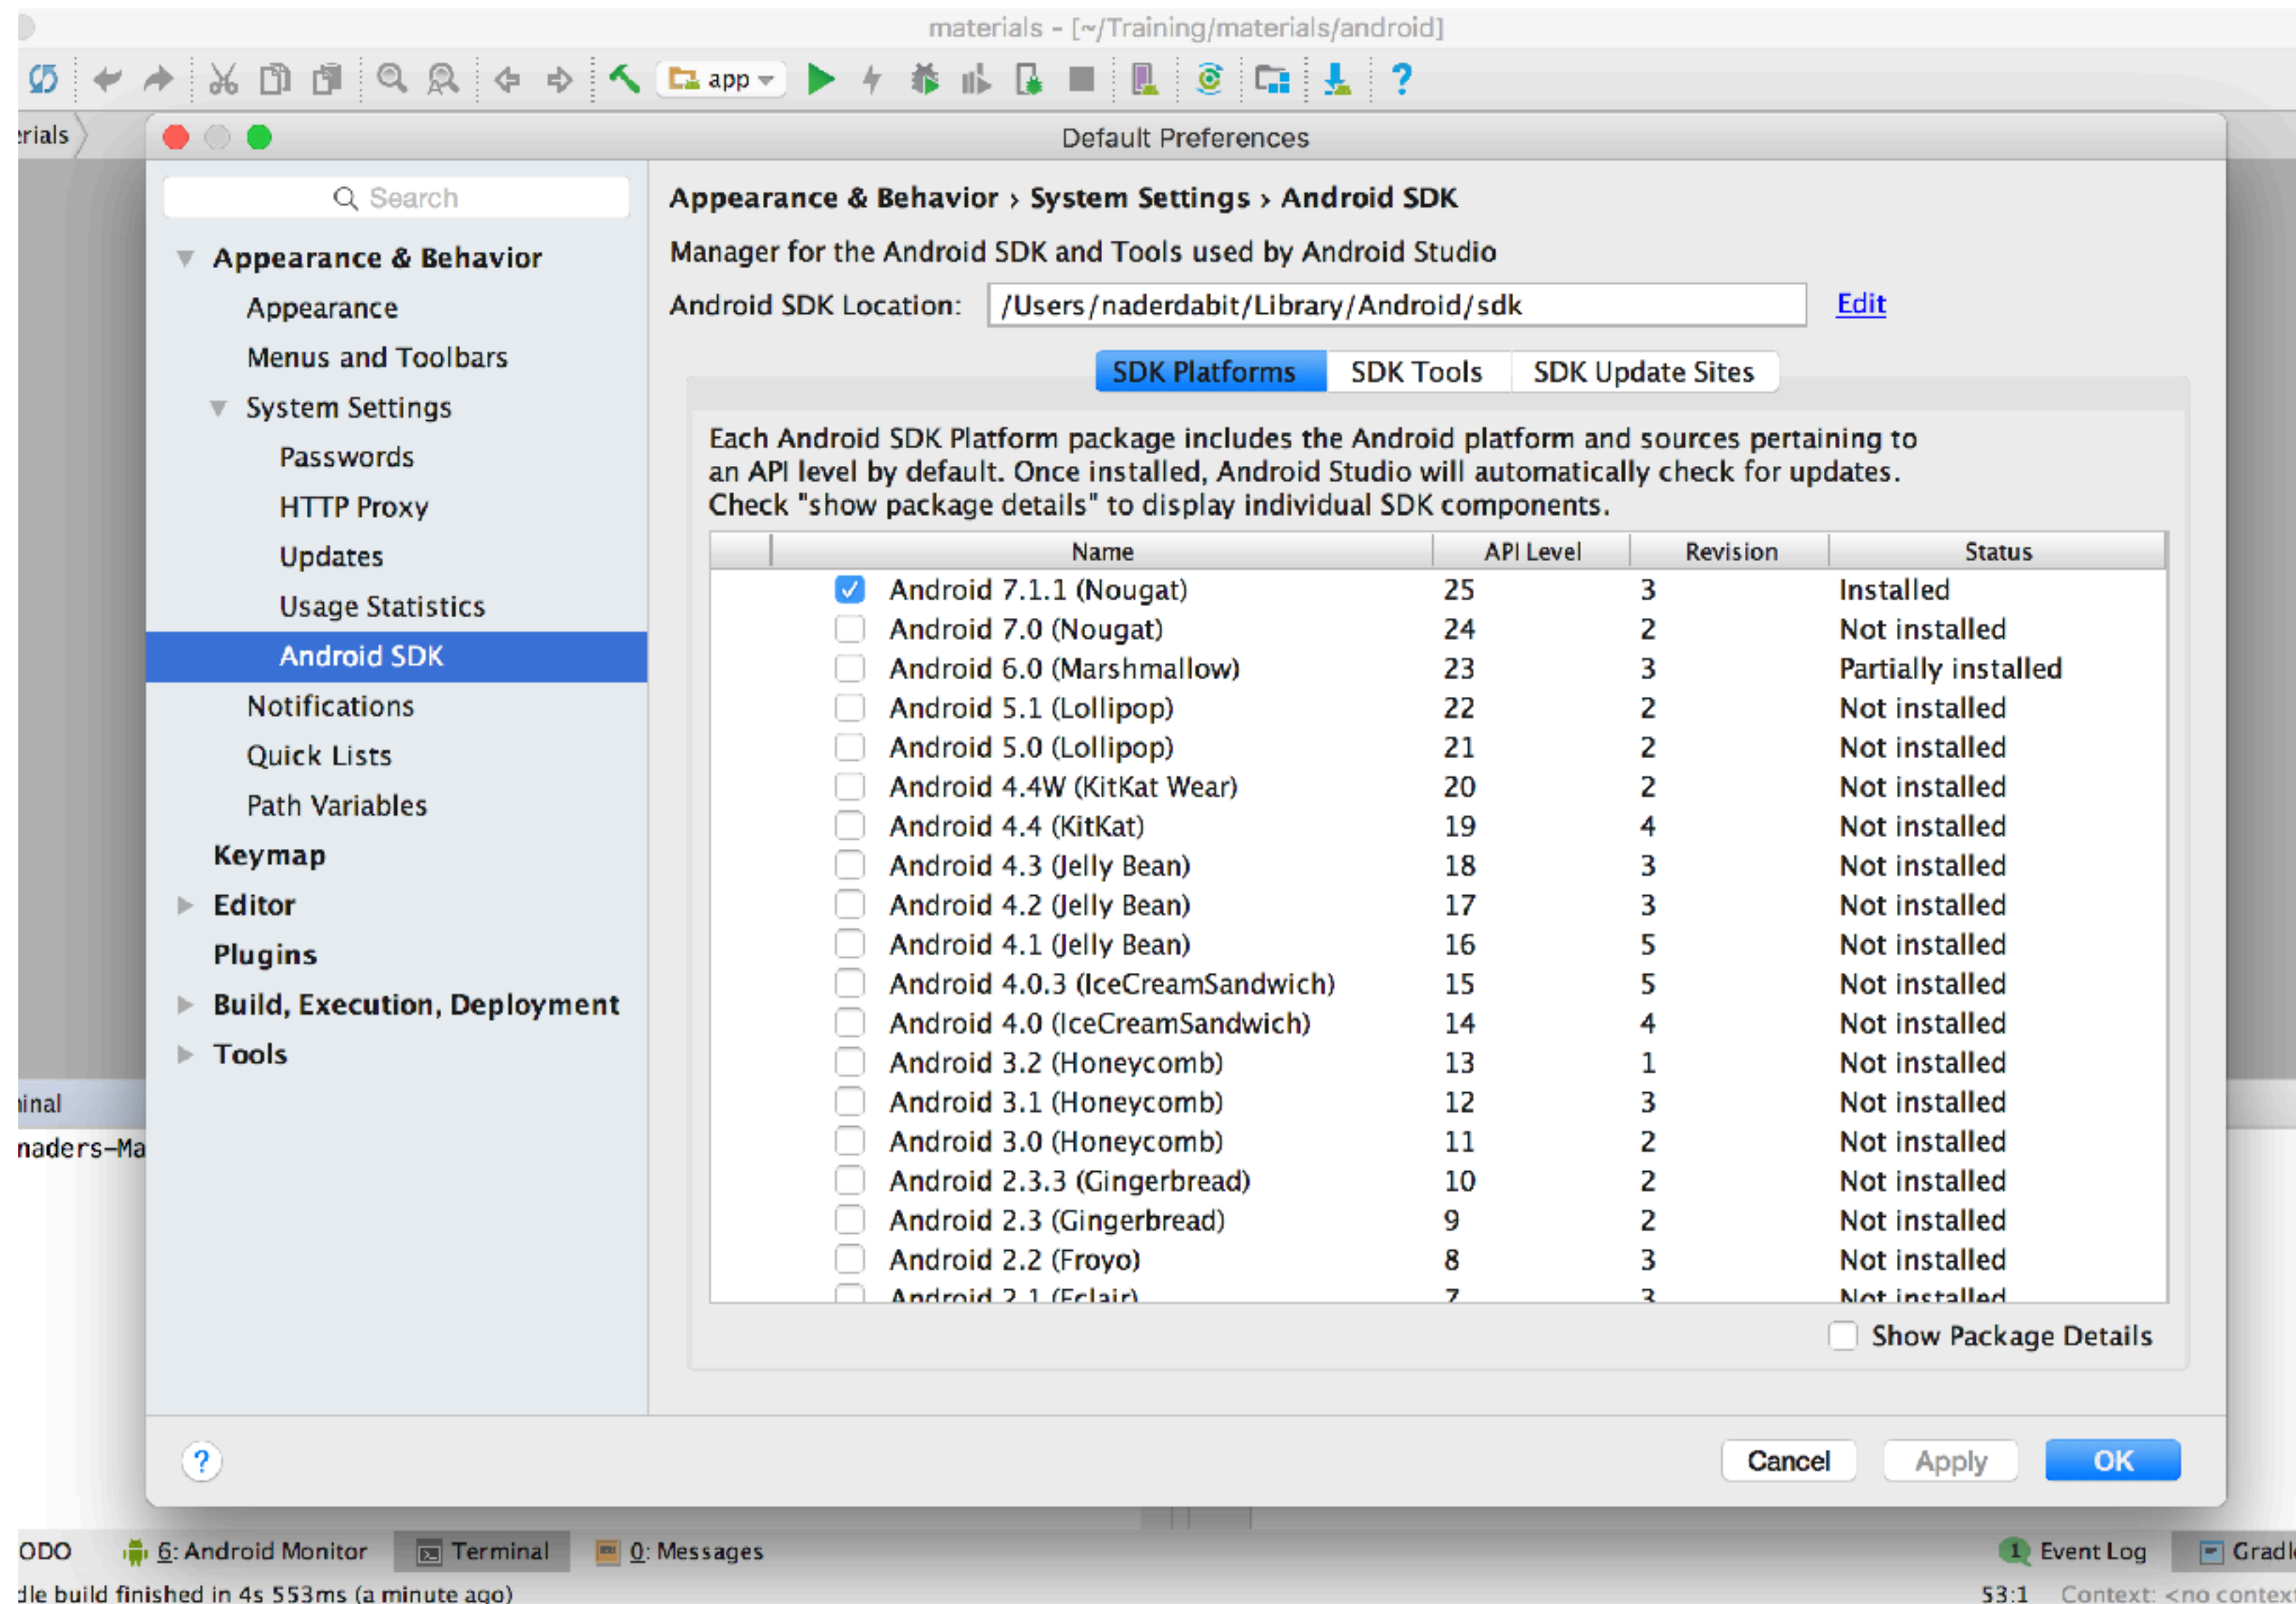 materials - [~/Training/materials/android]
app
erials
Default Preferences
Search
Appearance & Behavior
Appearance
Menus and Toolbars
System Settings
Passwords
HTTP Proxy
Updates
Usage Statistics
Android SDK
Notifications
Quick Lists
Path Variables
Keymap
Editor
Plugins
Build, Execution, Deployment
Tools
Appearance & Behavior › System Settings › Android SDK
Manager for the Android SDK and Tools used by Android Studio
Android SDK Location: /Users/naderdabit/Library/Android/sdk Edit
SDK Platforms SDK Tools SDK Update Sites
Each Android SDK Platform package includes the Android platform and sources pertaining to
an API level by default. Once installed, Android Studio will automatically check for updates.
Check "show package details" to display individual SDK components.
Name API Level Revision Status
Android 7.1.1 (Nougat) 25 3 Installed
Android 7.0 (Nougat) 24 2 Not installed
Android 6.0 (Marshmallow) 23 3 Partially installed
Android 5.1 (Lollipop) 22 2 Not installed
Android 5.0 (Lollipop) 21 2 Not installed
Android 4.4W (KitKat Wear) 20 2 Not installed
Android 4.4 (KitKat) 19 4 Not installed
Android 4.3 (Jelly Bean) 18 3 Not installed
Android 4.2 (Jelly Bean) 17 3 Not installed
Android 4.1 (Jelly Bean) 16 5 Not installed
Android 4.0.3 (IceCreamSandwich) 15 5 Not installed
Android 4.0 (IceCreamSandwich) 14 4 Not installed
Android 3.2 (Honeycomb) 13 1 Not installed
Android 3.1 (Honeycomb) 12 3 Not installed
Android 3.0 (Honeycomb) 11 2 Not installed
Android 2.3.3 (Gingerbread) 10 2 Not installed
Android 2.3 (Gingerbread) 9 2 Not installed
Android 2.2 (Froyo) 8 3 Not installed
Android 2.1 (Eclair) 7 3 Not installed
Show Package Details
Cancel Apply OK
inal
naders-Ma
ODO 6: Android Monitor Terminal 0: Messages 1 Event Log Gradle
dle build finished in 4s 553ms (a minute ago) 53:1 Context: <no context